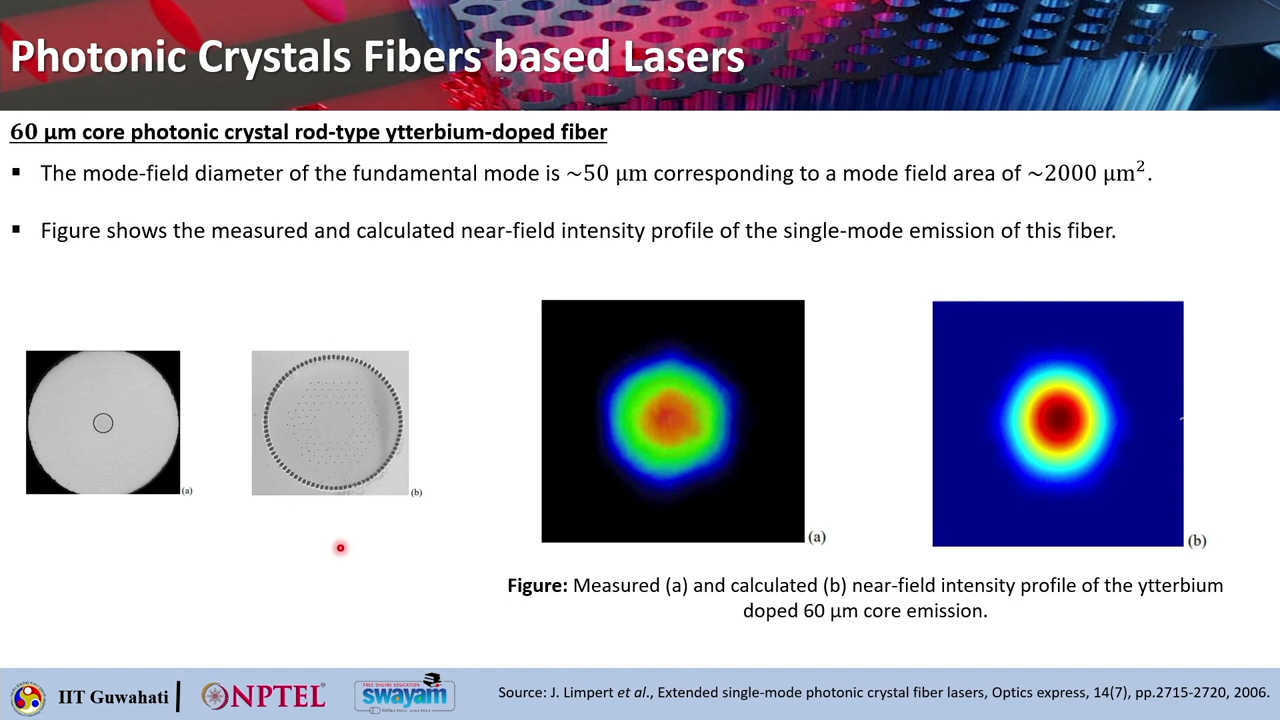 Photonic Crystals Fibers based Lasers
60 µm core photonic crystal rod-type ytterbium-doped fiber
▪ The mode-field diameter of the fundamental mode is ~50 µm corresponding to a mode field area of ~2000 µm².
▪ Figure shows the measured and calculated near-field intensity profile of the single-mode emission of this fiber.
(a)
(b)
(a)
(b)
Figure: Measured (a) and calculated (b) near-field intensity profile of the ytterbium
doped 60 µm core emission.
IIT Guwahati
NPTEL
FREE ONLINE EDUCATION
swayam
Source: J. Limpert et al., Extended single-mode photonic crystal fiber lasers, Optics express, 14(7), pp.2715-2720, 2006.